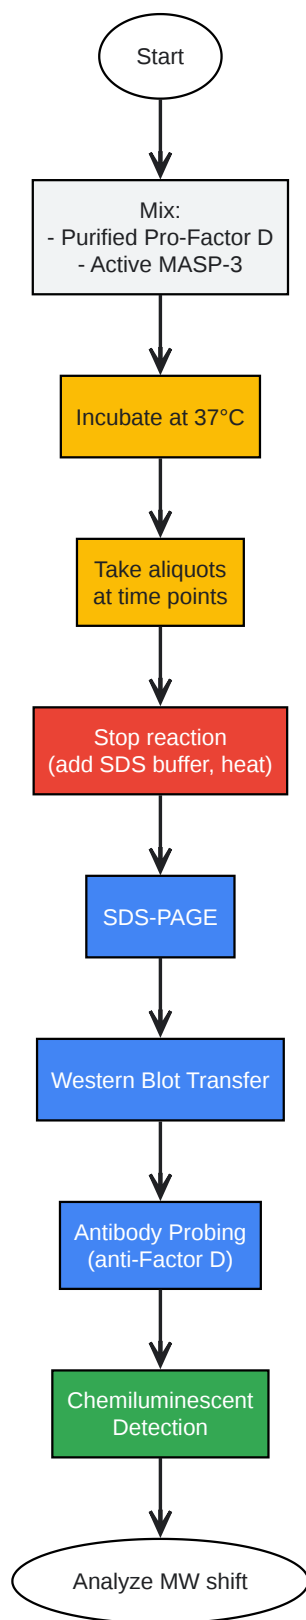 Start
Mix:
- Purified Pro-Factor D
- Active MASP-3
Incubate at 37°C
Take aliquots
at time points
Stop reaction
(add SDS buffer, heat)
SDS-PAGE
Western Blot Transfer
Antibody Probing
(anti-Factor D)
Chemiluminescent
Detection
Analyze MW shift